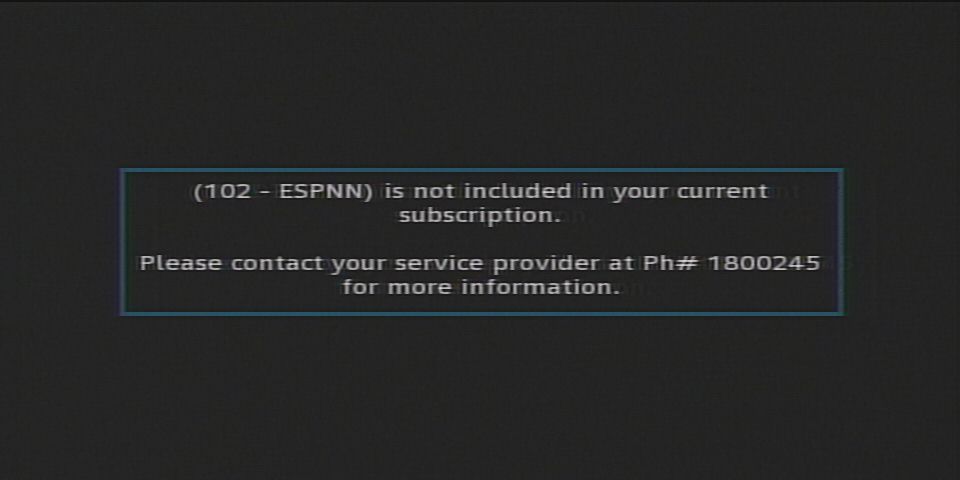 (102 - ESPNN) is not included in your current
subscription.
Please contact your service provider at Ph# 1800245
for more information.